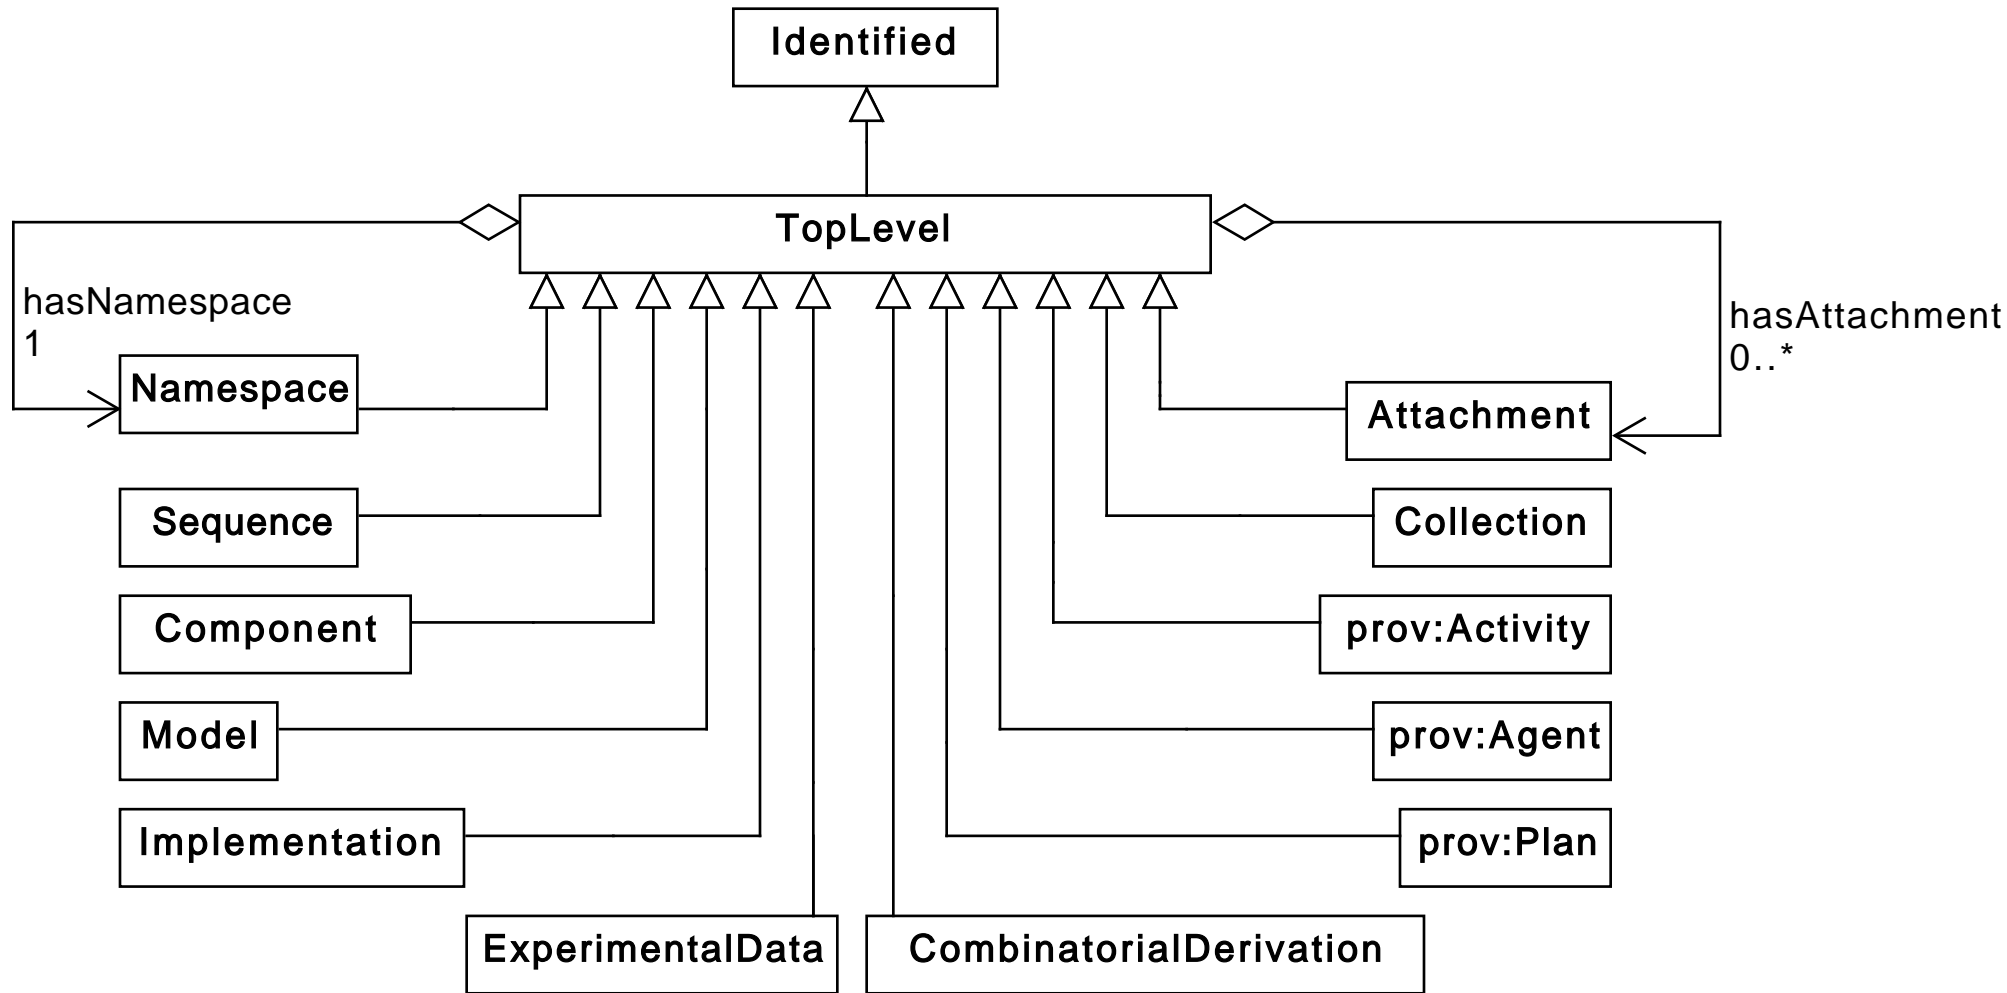 Identified
TopLevel
hasNamespace
1
hasAttachment
0..*
Namespace
Attachment
Sequence
Collection
Component
prov:Activity
Model
prov:Agent
Implementation
prov:Plan
ExperimentalData
CombinatorialDerivation